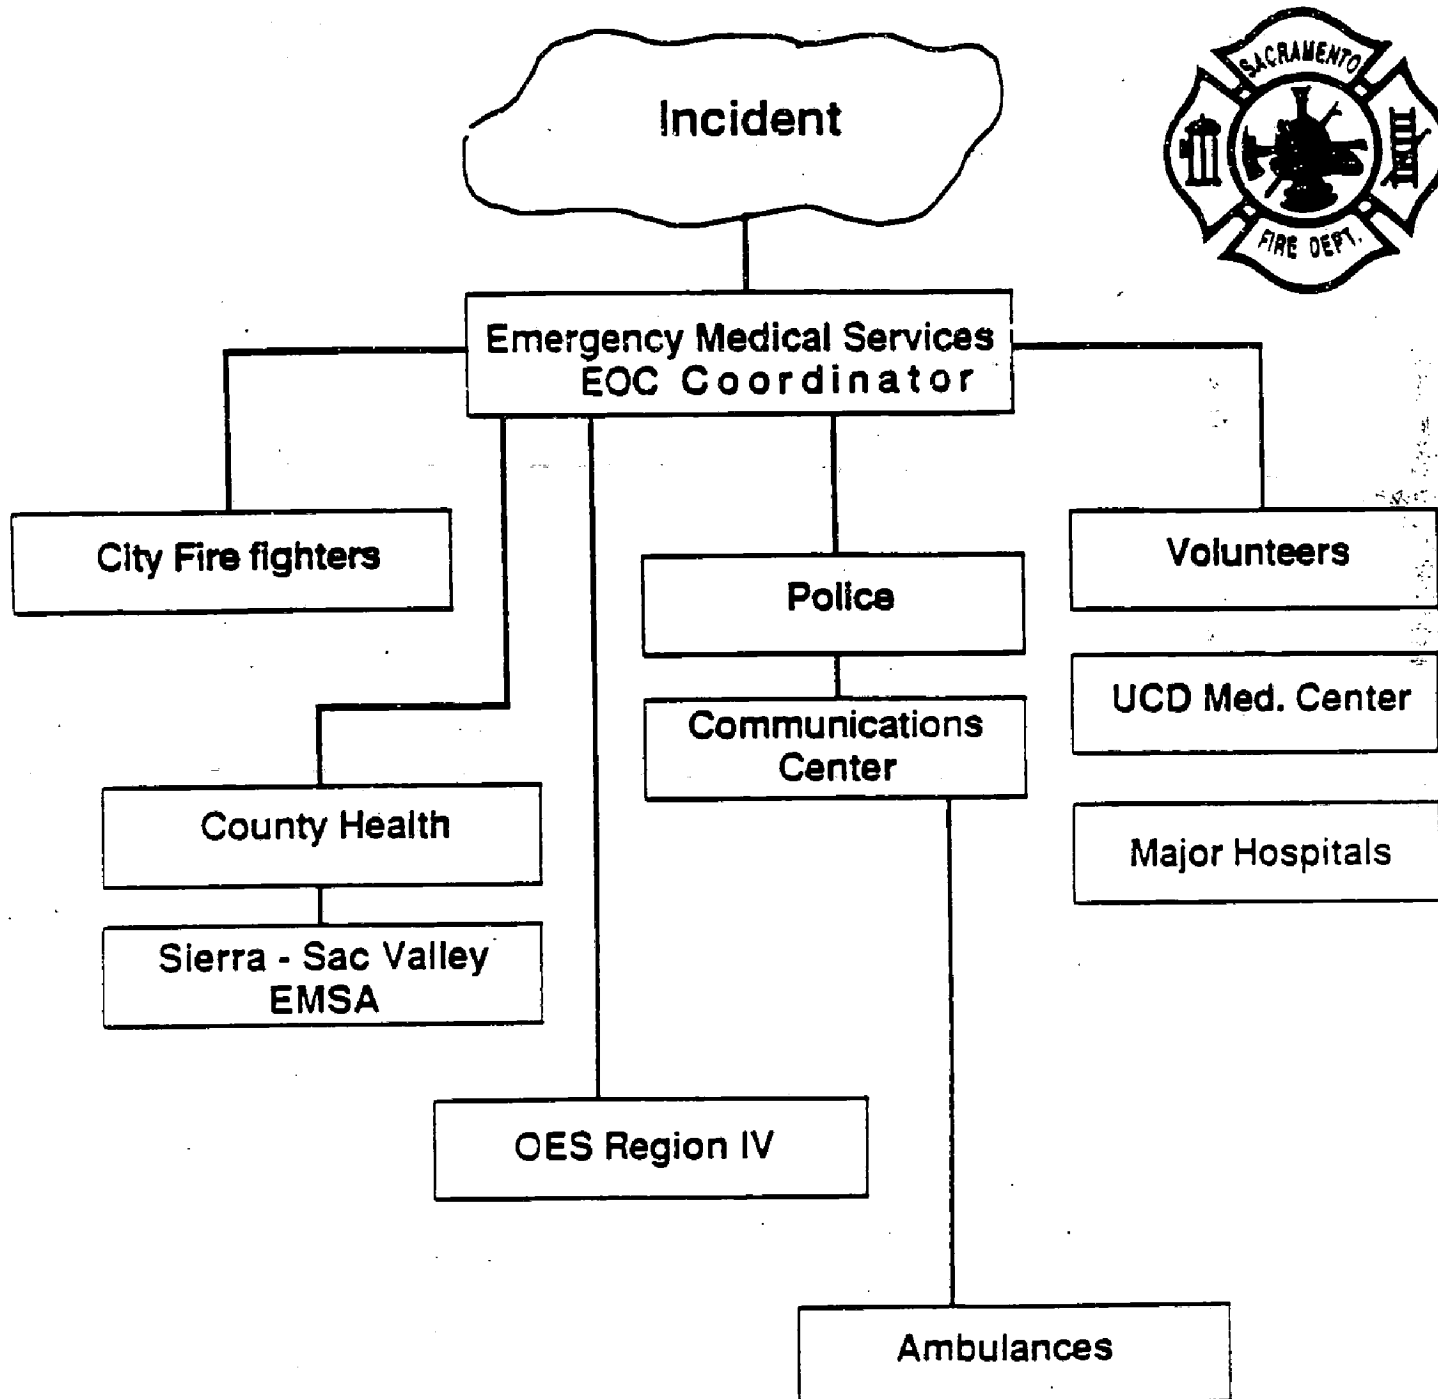 Incident
SACRAMENTO
FIRE DEPT.
Emergency Medical Services
EOC Coordinator
City Fire fighters
Volunteers
Police
UCD Med. Center
Communications
Center
County Health
Major Hospitals
Sierra - Sac Valley
EMSA
OES Region IV
Ambulances